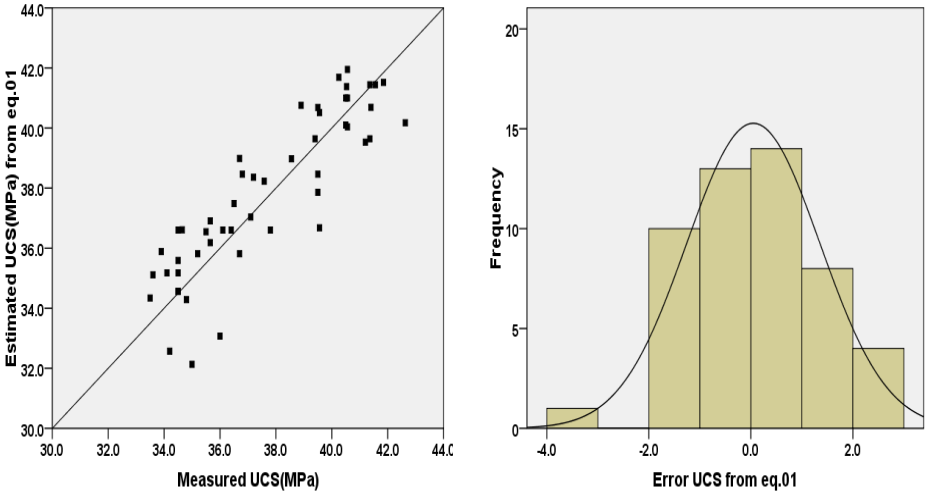 44.0
42.0
40.0
38.0
36.0
34.0
32.0
30.0
Estimated UCS(MPa) from eq.01
30.0 32.0 34.0 36.0 38.0 40.0 42.0 44.0
Measured UCS(MPa)
20
15
10
5
0
Frequency
-4.0 -2.0 0.0 2.0
Error UCS from eq.01